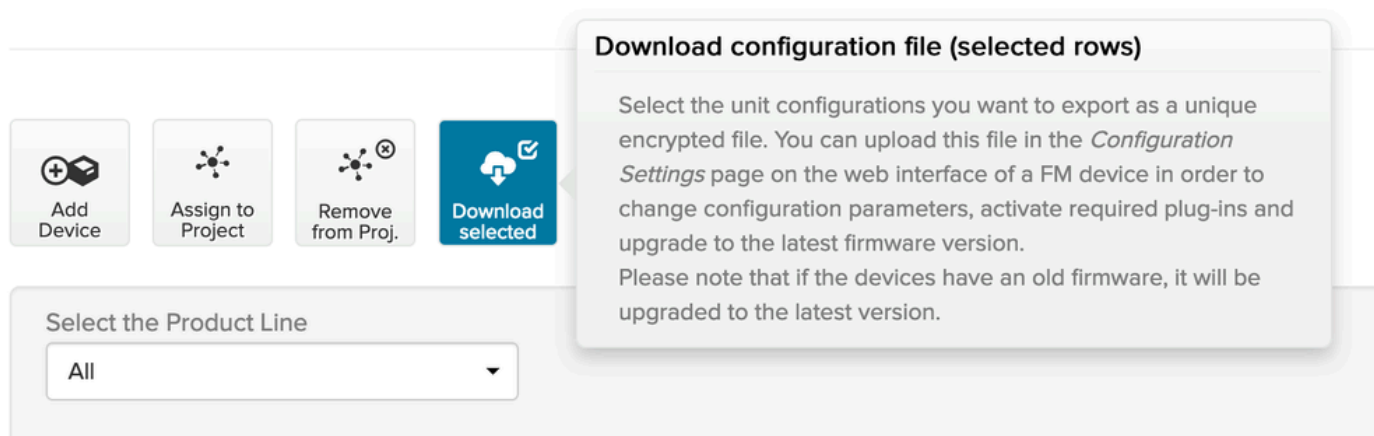 Download configuration file (selected rows)
Select the unit configurations you want to export as a unique
encrypted file. You can upload this file in the Configuration
Settings page on the web interface of a FM device in order to
change configuration parameters, activate required plug-ins and
upgrade to the latest firmware version.
Please note that if the devices have an old firmware, it will be
upgraded to the latest version.
Add
Device
Assign to
Project
Remove
from Proj.
Download
selected
Select the Product Line
All